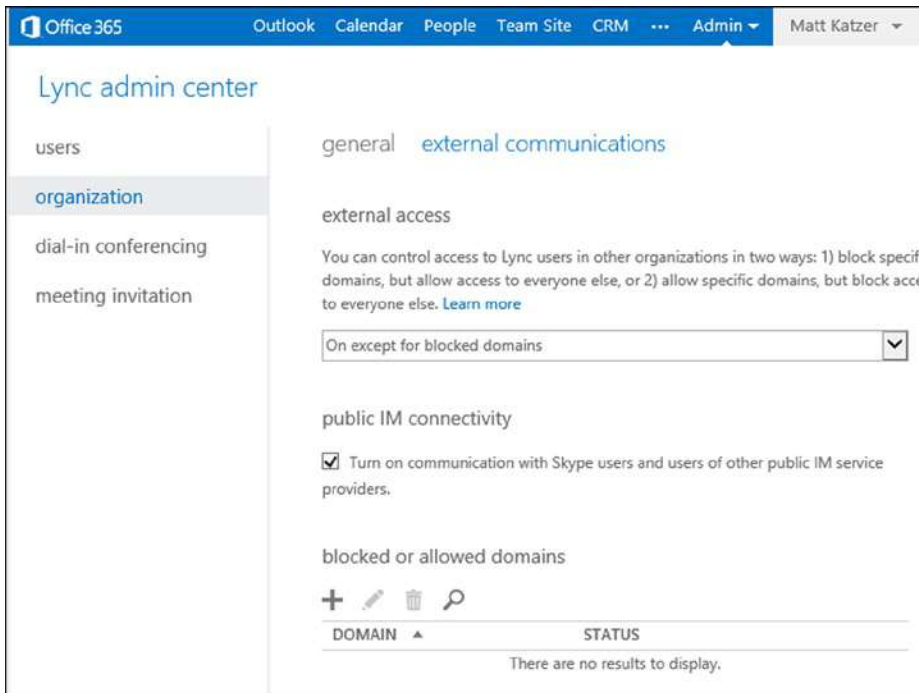 Office 365 Outlook Calendar People Team Site CRM ••• Admin Matt Katzer
Lync admin center
users
organization
dial-in conferencing
meeting invitation
general external communications
external access
You can control access to Lync users in other organizations in two ways: 1) block specif
domains, but allow access to everyone else, or 2) allow specific domains, but block acce
to everyone else. Learn more
On except for blocked domains
public IM connectivity
Turn on communication with Skype users and users of other public IM service
providers.
blocked or allowed domains
DOMAIN STATUS
There are no results to display.